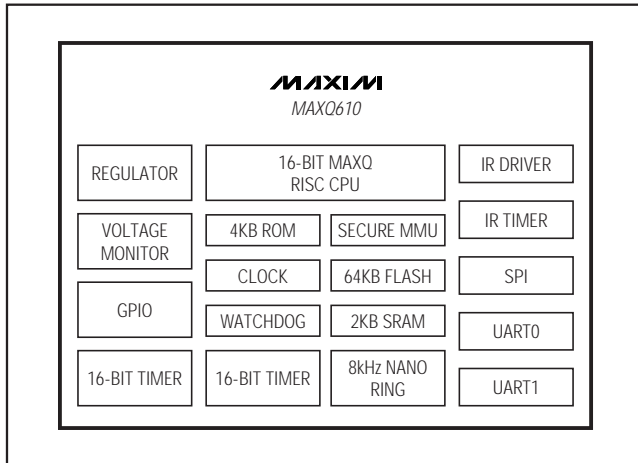 MAXIM
MAXQ610
REGULATOR
16-BIT MAXQ
RISC CPU
IR DRIVER
VOLTAGE
MONITOR
4KB ROM
SECURE MMU
IR TIMER
CLOCK
64KB FLASH
SPI
GPIO
WATCHDOG
2KB SRAM
UART0
16-BIT TIMER
16-BIT TIMER
8kHz NANO
RING
UART1